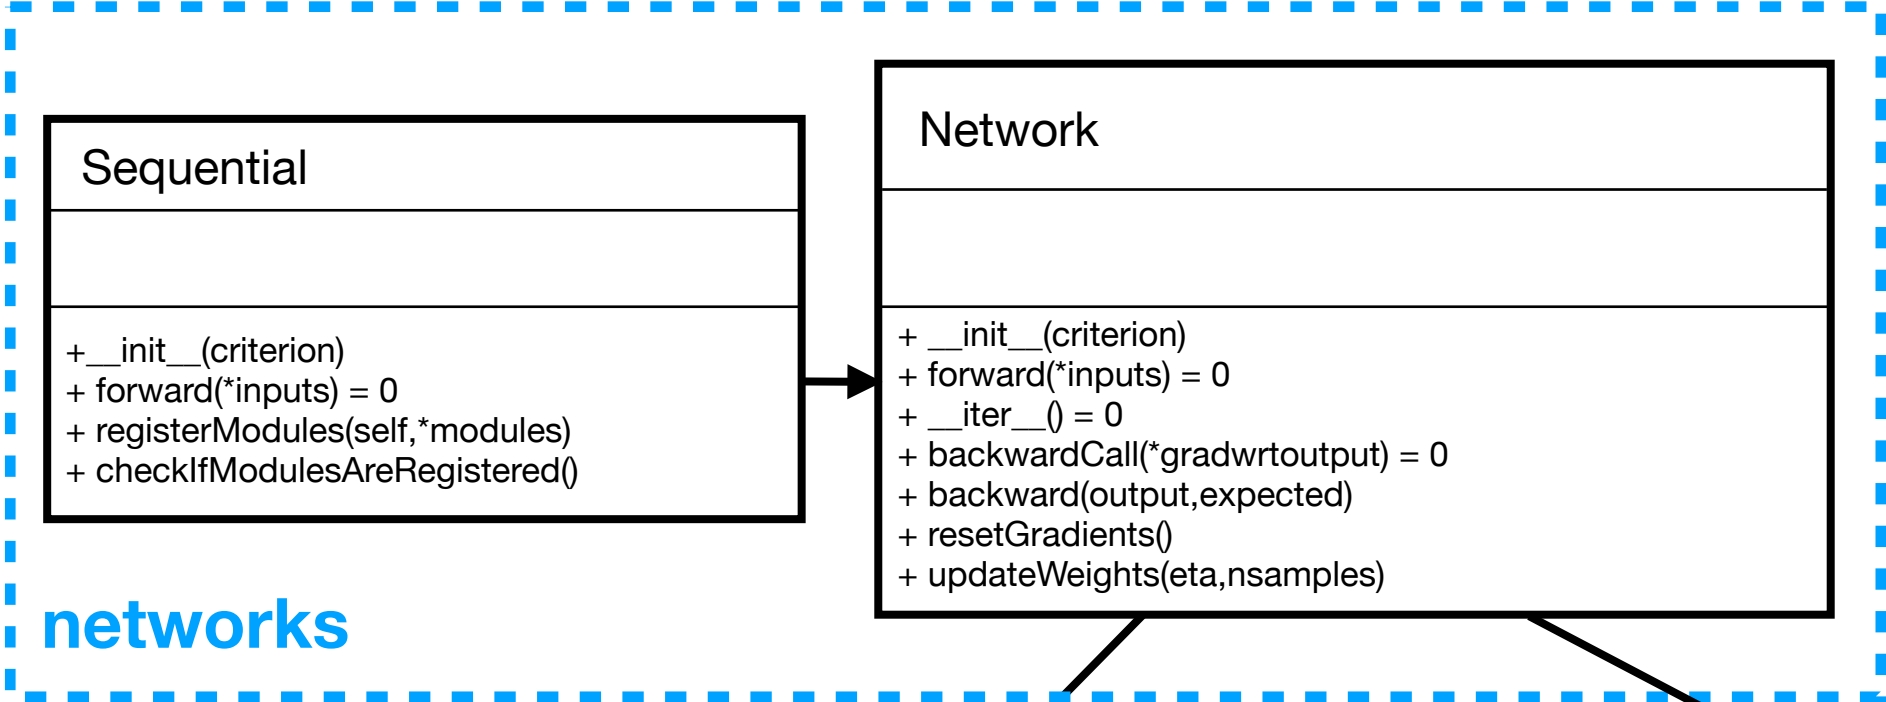 Sequential
+__init__(criterion)
+ forward(*inputs) = 0
+ registerModules(self,*modules)
+ checkIfModulesAreRegistered()
Network
+ __init__(criterion)
+ forward(*inputs) = 0
+ __iter__() = 0
+ backwardCall(*gradwrtoutput) = 0
+ backward(output,expected)
+ resetGradients()
+ updateWeights(eta,nsamples)
networks